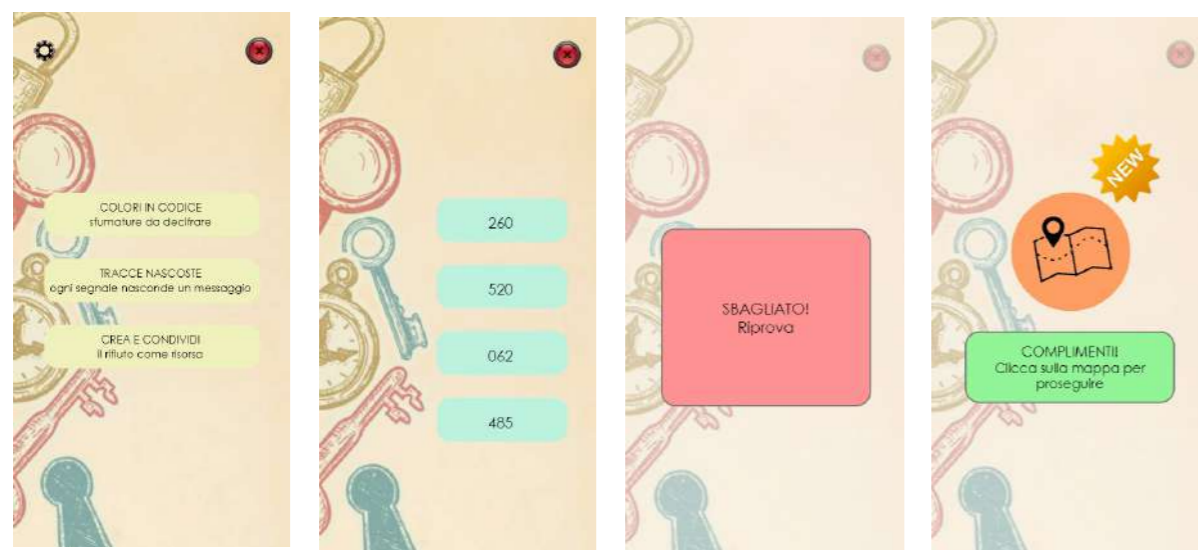 COLORI IN CODICE
sfumature da decifrare
TRACCE NASCOSTE
ogni segnale nasconde un messaggio
CREA E CONDIVIDI
il rifiuto come risorsa
260
520
062
485
SBAGLIATO!
Riprova
NEW
COMPLIMENTI!
Clicca sulla mappa per
proseguire